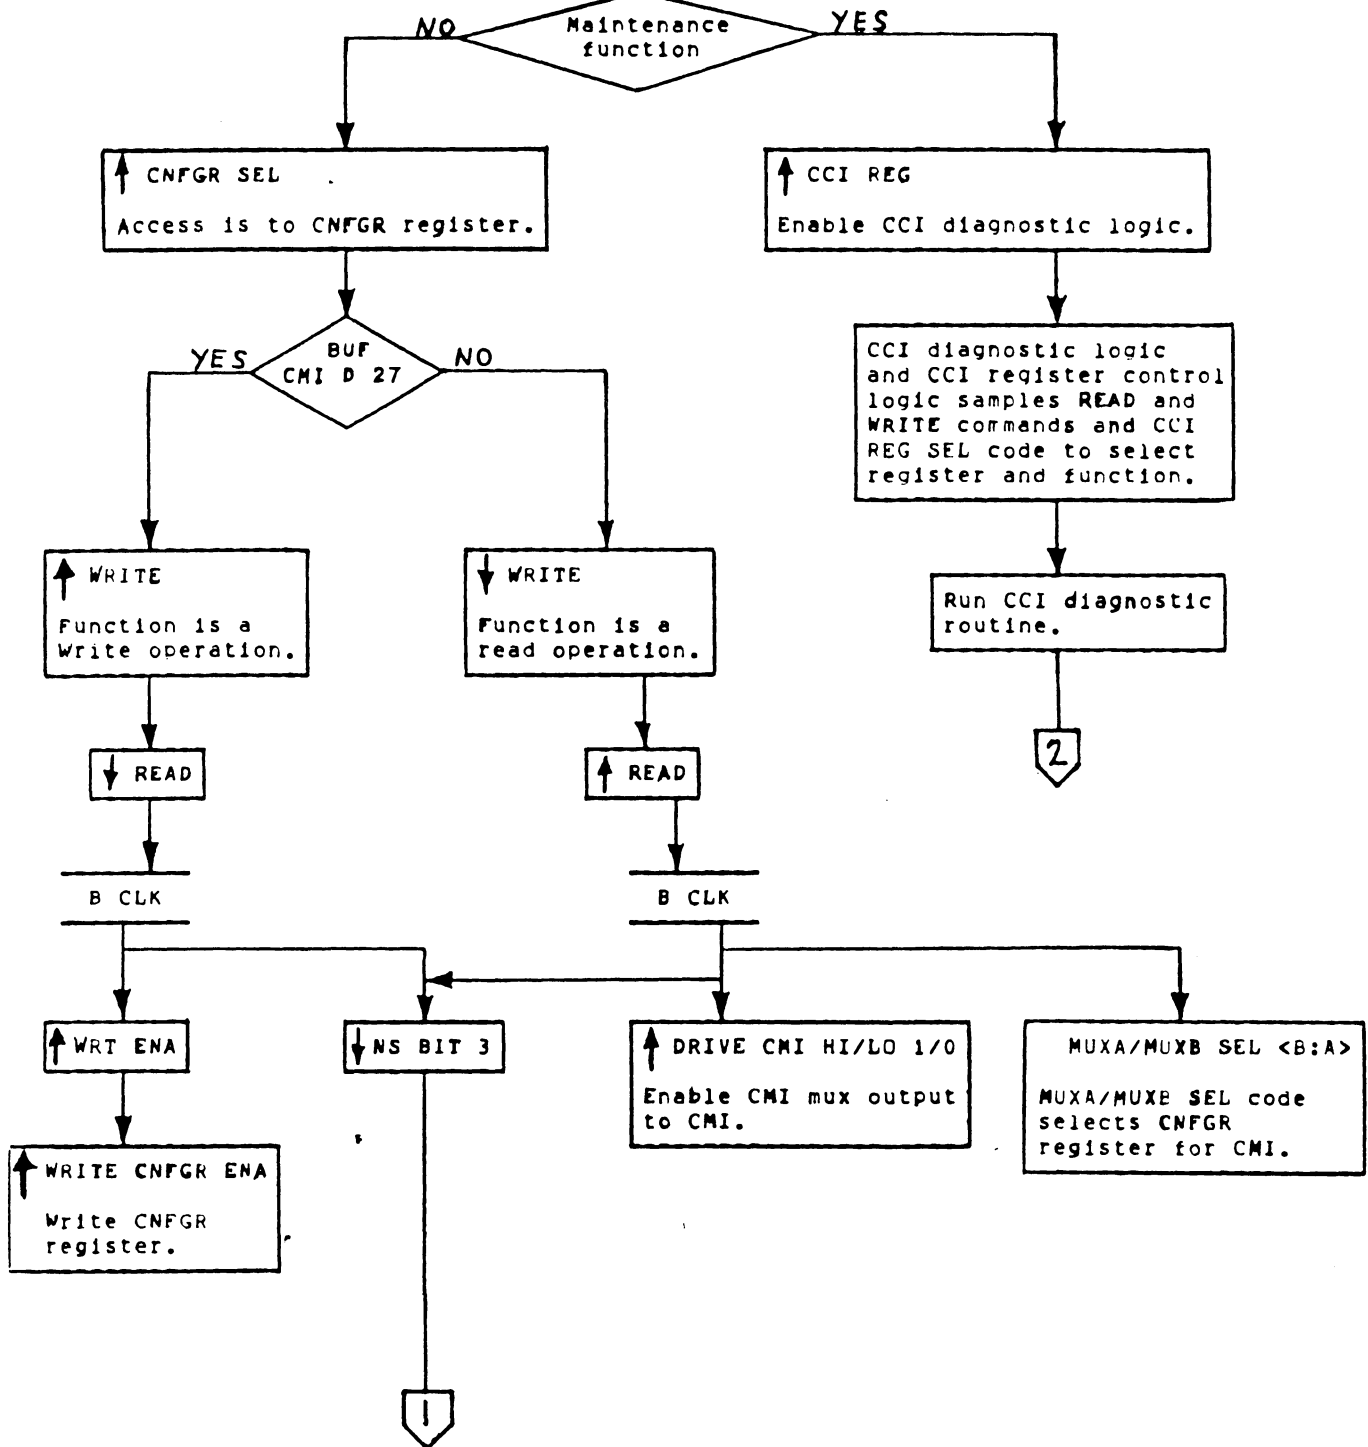 NO
Maintenance
function
YES
CNFGR SEL
Access is to CNFGR register.
CCI REG
Enable CCI diagnostic logic.
YES
BUF
CMI D 27
NO
CCI diagnostic logic
and CCI register control
logic samples READ and
WRITE commands and CCI
REG SEL code to select
register and function.
WRITE
Function is a
Write operation.
WRITE
Function is a
read operation.
Run CCI diagnostic
routine.
READ
READ
2
B CLK
B CLK
WRT ENA
NS BIT 3
DRIVE CMI HI/LO 1/0
Enable CMI mux output
to CMI.
MUXA/MUXB SEL <B:A>
MUXA/MUXB SEL code
selects CNFGR
register for CMI.
WRITE CNFGR ENA
Write CNFGR
register.
1